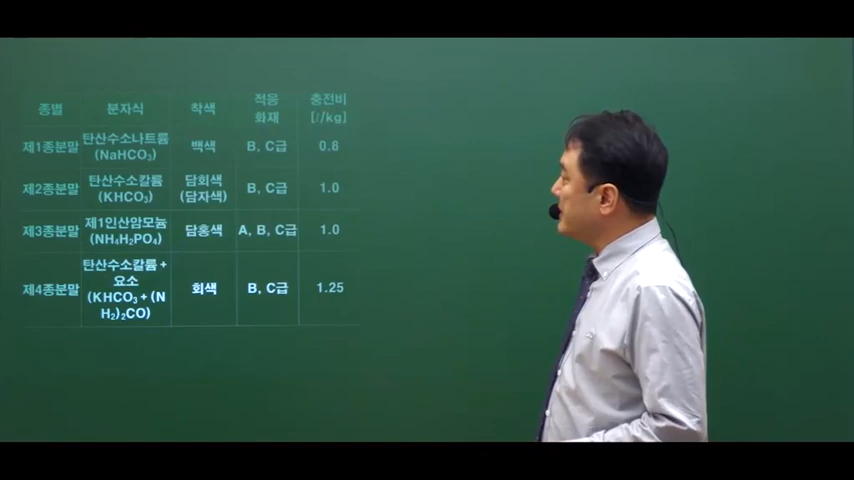 종별 분자식 착색 적응 화재 충전비 [ℓ/kg]
제1종분말 탄산수소나트륨 (NaHCO₃) 백색 B, C급 0.8
제2종분말 탄산수소칼륨 (KHCO₃) 담회색 (담자색) B, C급 1.0
제3종분말 제1인산암모늄 (NH₄H₂PO₄) 담홍색 A, B, C급 1.0
제4종분말 탄산수소칼륨 + 요소 (KHCO₃ + (NH₂)₂CO) 회색 B, C급 1.25